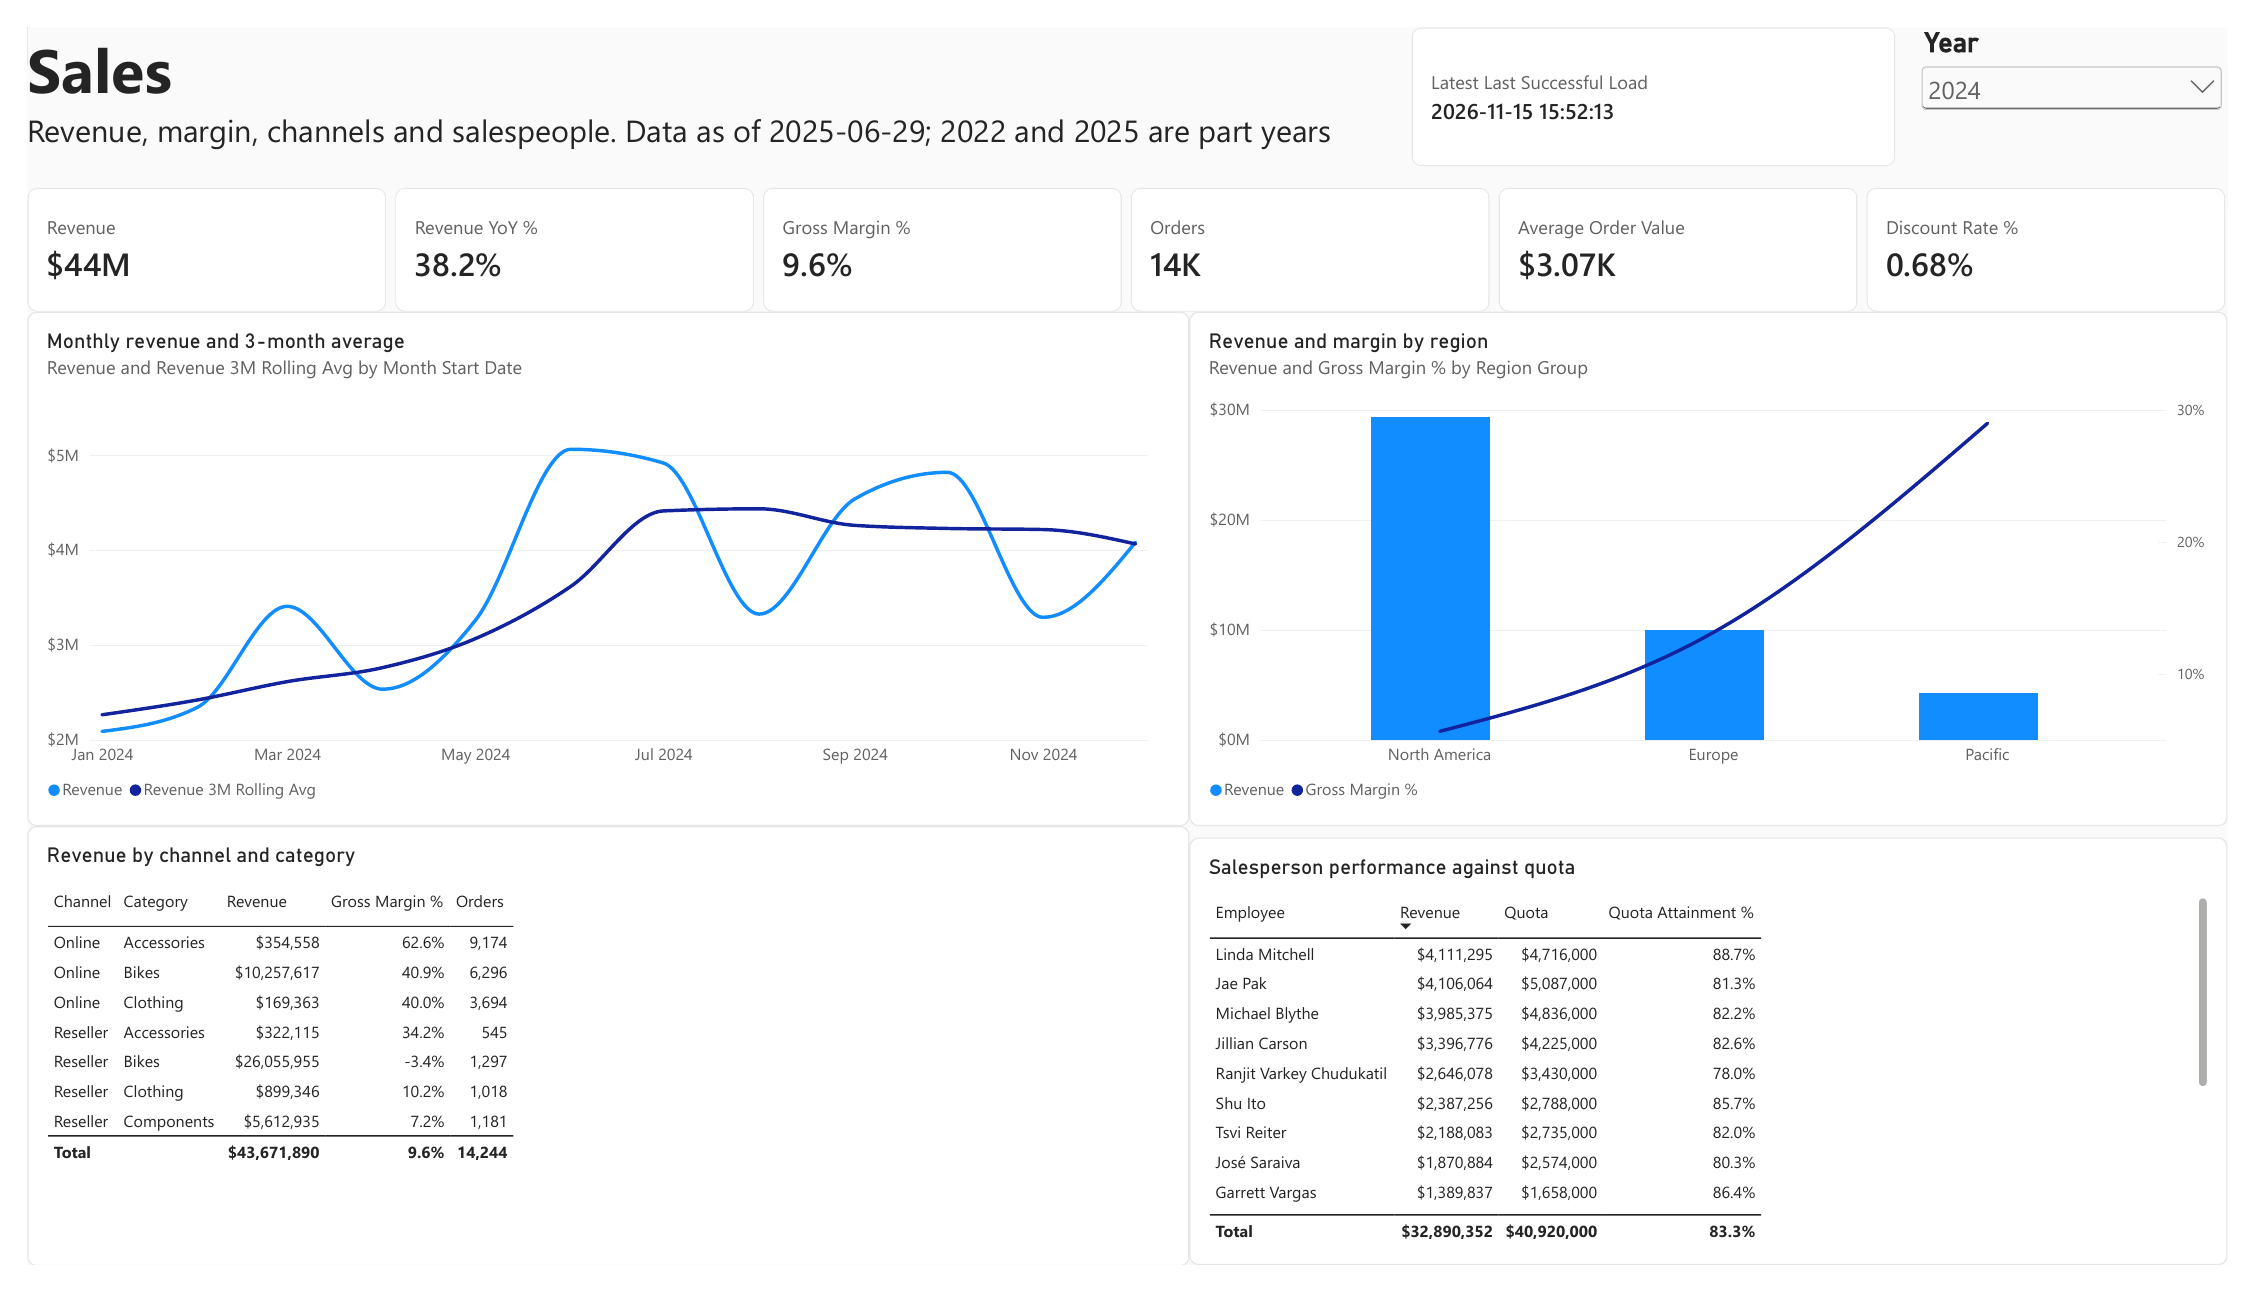 Sales
Revenue, margin, channels and salespeople. Data as of 2025-06-29; 2022 and 2025 are part years
Latest Last Successful Load
2026-11-15 15:52:13
Year
2024
Revenue
$44M
Revenue YoY %
38.2%
Gross Margin %
9.6%
Orders
14K
Average Order Value
$3.07K
Discount Rate %
0.68%
Monthly revenue and 3-month average
Revenue and Revenue 3M Rolling Avg by Month Start Date
$5M
$4M
$3M
$2M
Jan 2024 Mar 2024 May 2024 Jul 2024 Sep 2024 Nov 2024
Revenue Revenue 3M Rolling Avg
Revenue and margin by region
Revenue and Gross Margin % by Region Group
$30M 30%
$20M 20%
$10M 10%
$0M
North America Europe Pacific
Revenue Gross Margin %
Revenue by channel and category
Channel Category Revenue Gross Margin % Orders
Online Accessories $354,558 62.6% 9,174
Online Bikes $10,257,617 40.9% 6,296
Online Clothing $169,363 40.0% 3,694
Reseller Accessories $322,115 34.2% 545
Reseller Bikes $26,055,955 -3.4% 1,297
Reseller Clothing $899,346 10.2% 1,018
Reseller Components $5,612,935 7.2% 1,181
Total $43,671,890 9.6% 14,244
Salesperson performance against quota
Employee Revenue Quota Quota Attainment %
Linda Mitchell $4,111,295 $4,716,000 88.7%
Jae Pak $4,106,064 $5,087,000 81.3%
Michael Blythe $3,985,375 $4,836,000 82.2%
Jillian Carson $3,396,776 $4,225,000 82.6%
Ranjit Varkey Chudukatil $2,646,078 $3,430,000 78.0%
Shu Ito $2,387,256 $2,788,000 85.7%
Tsvi Reiter $2,188,083 $2,735,000 82.0%
José Saraiva $1,870,884 $2,574,000 80.3%
Garrett Vargas $1,389,837 $1,658,000 86.4%
Total $32,890,352 $40,920,000 83.3%